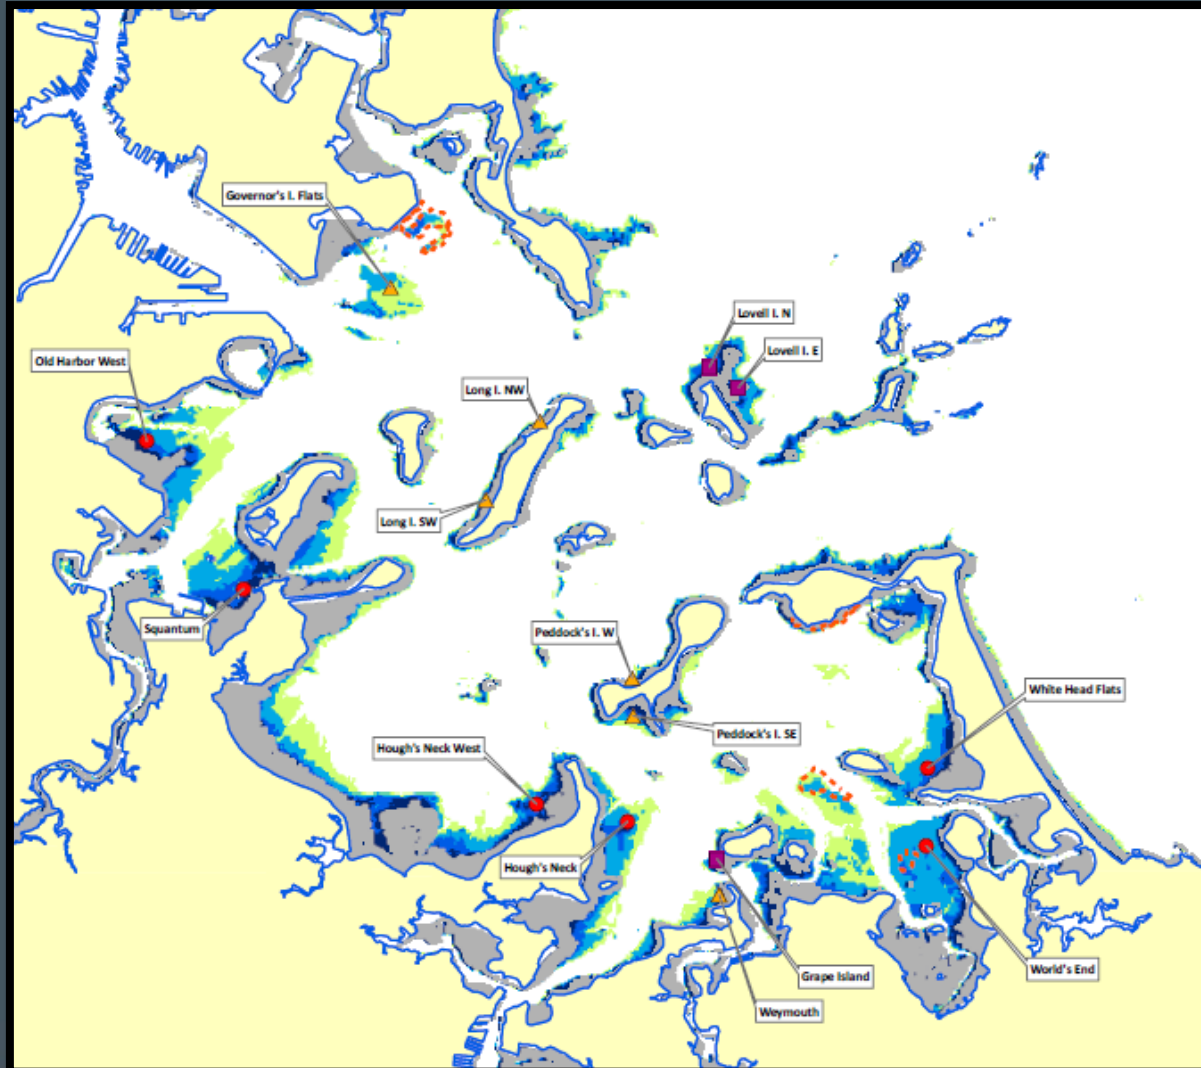 Governor's I. Flats
Lovell I. N
Lovell I. E
Old Harbor West
Long I. NW
Long I. SW
Squantum
Peddock's I. W
White Head Flats
Peddock's I. SE
Hough's Neck West
Hough's Neck
World's End
Grape Island
Weymouth